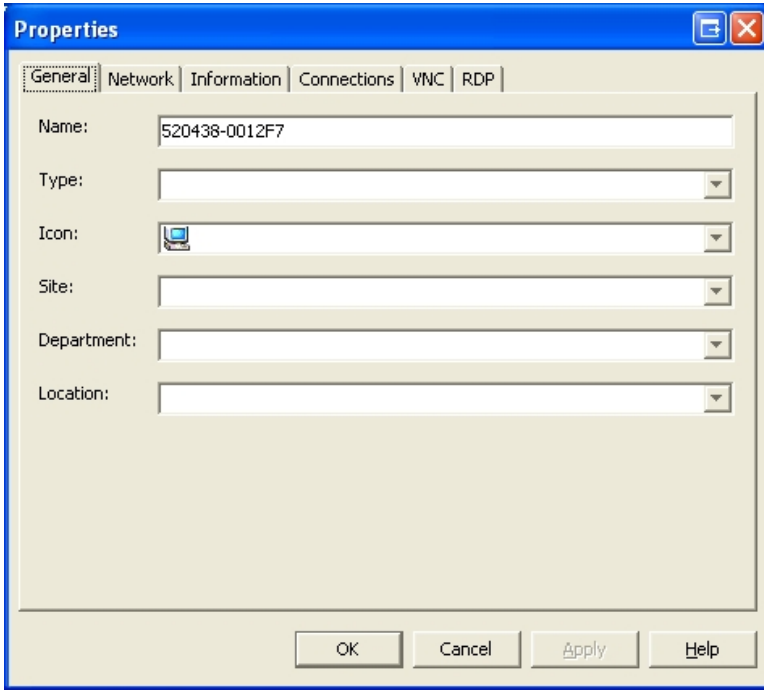 Properties
General Network Information Connections VNC RDP
Name: 520438-0012F7
Type:
Icon:
Site:
Department:
Location:
OK Cancel Apply Help